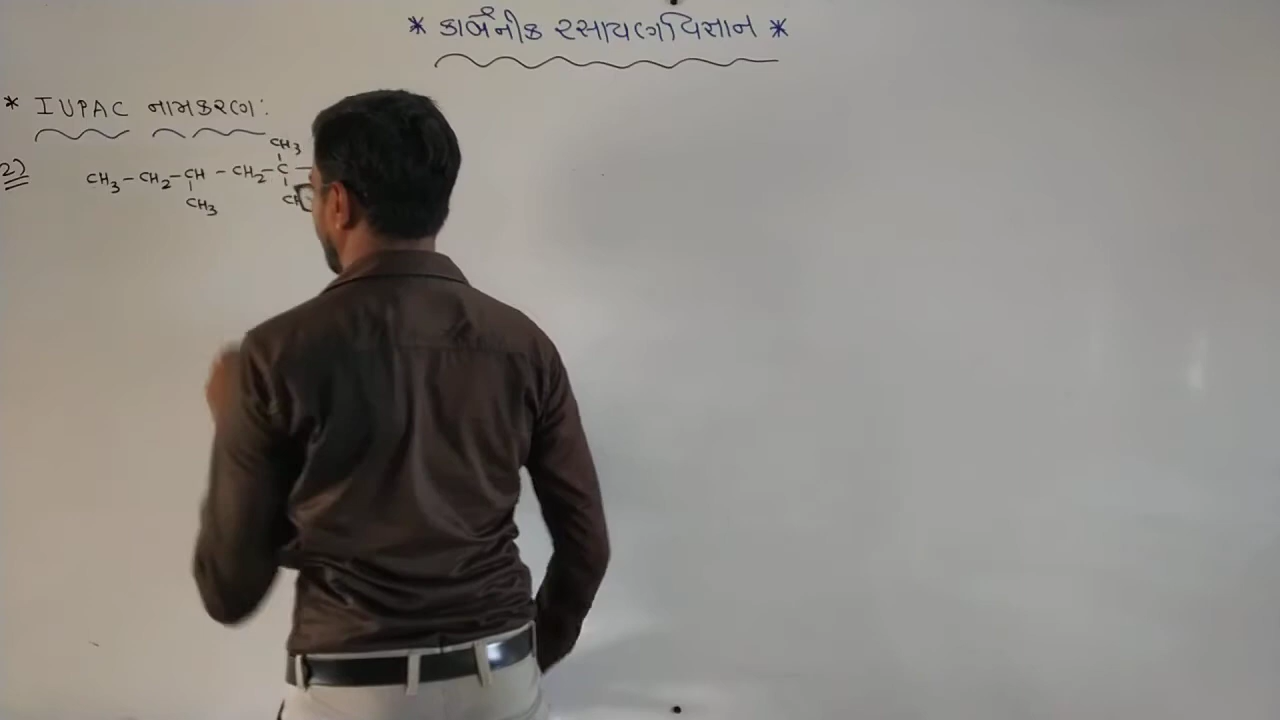 * કાર્બનીક રસાયણવિજ્ઞાન *
* IUPAC નામકરણ:
CH₃
2) CH₃ - CH₂ - CH - CH₂ - C -
CH₃